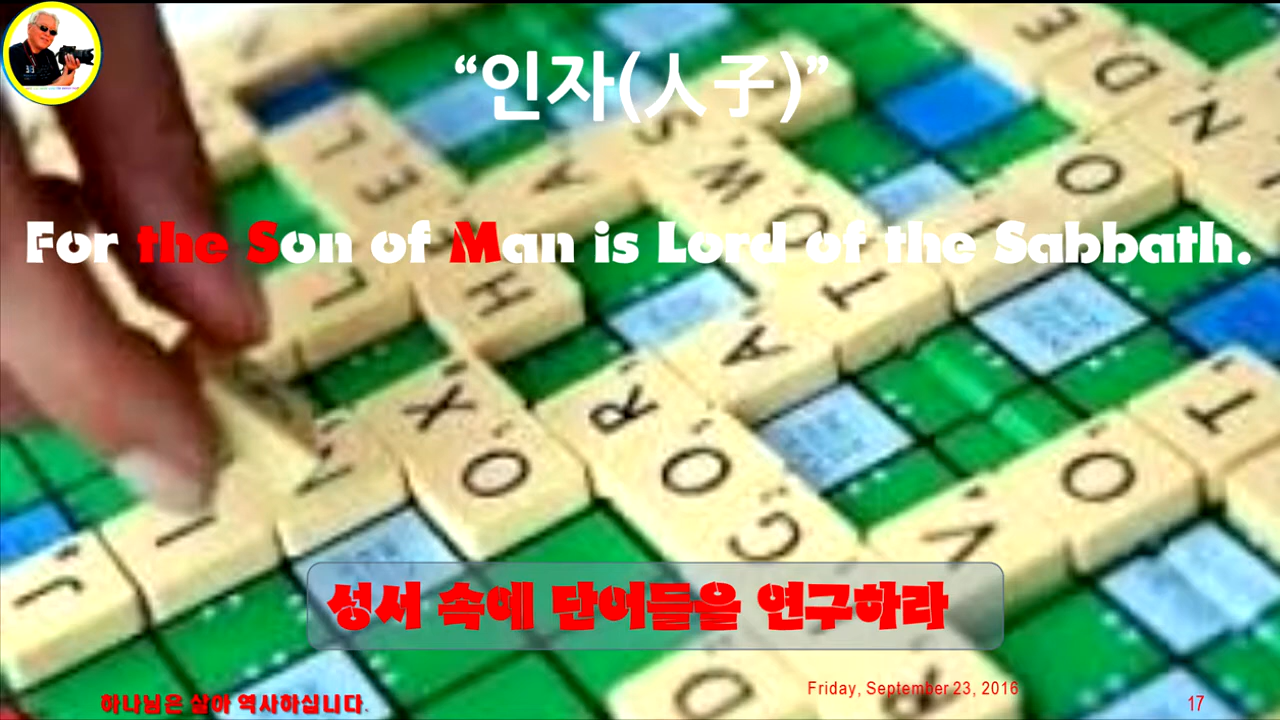 “인자(人子)”
For the Son of Man is Lord of the Sabbath.
성서 속에 단어들을 연구하라
하나님은 살아 역사하십니다.
Friday, September 23, 2016
17